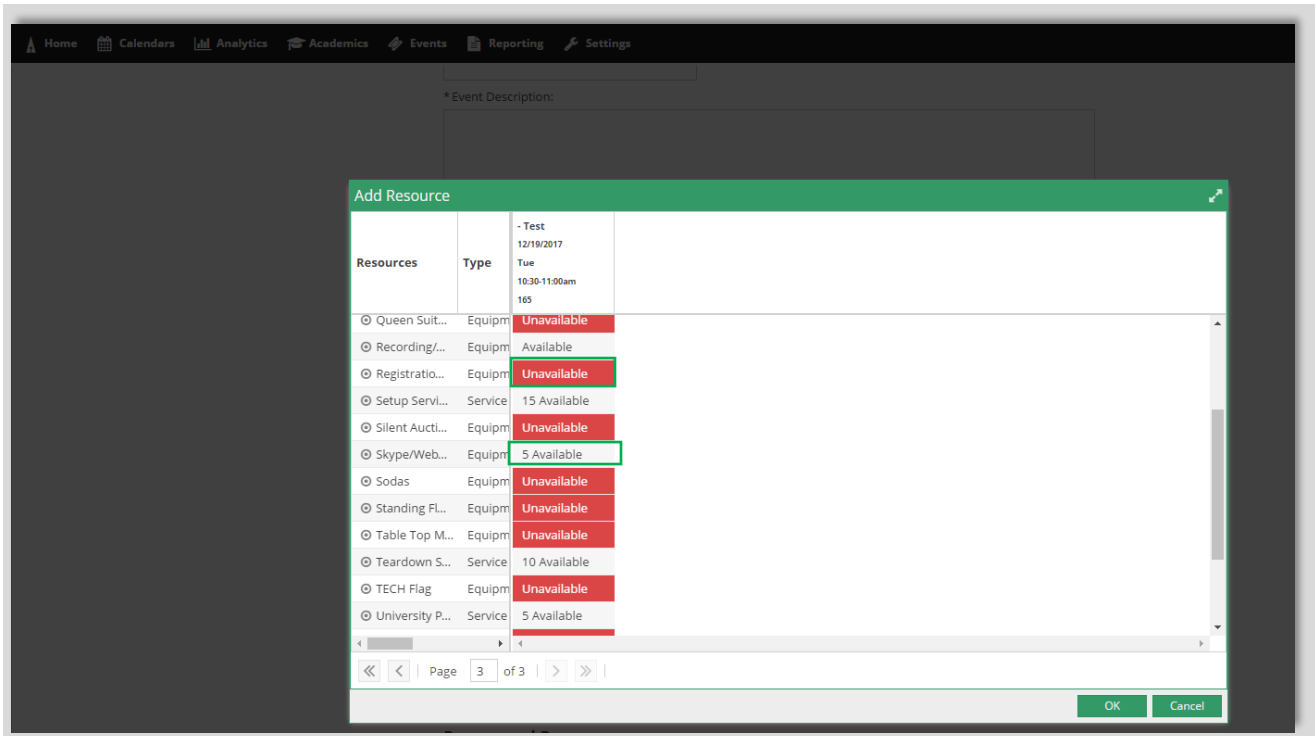 Home Calendars Analytics Academics Events Reporting Settings
* Event Description:
Add Resource
Resources Type - Test
12/19/2017
Tue
10:30-11:00am
165
Queen Suit... Equipm Unavailable
Recording/... Equipm Available
Registratio... Equipm Unavailable
Setup Servi... Service 15 Available
Silent Aucti... Equipm Unavailable
Skype/Web... Equipm 5 Available
Sodas Equipm Unavailable
Standing Fl... Equipm Unavailable
Table Top M... Equipm Unavailable
Teardown S... Service 10 Available
TECH Flag Equipm Unavailable
University P... Service 5 Available
Page 3 of 3
OK Cancel